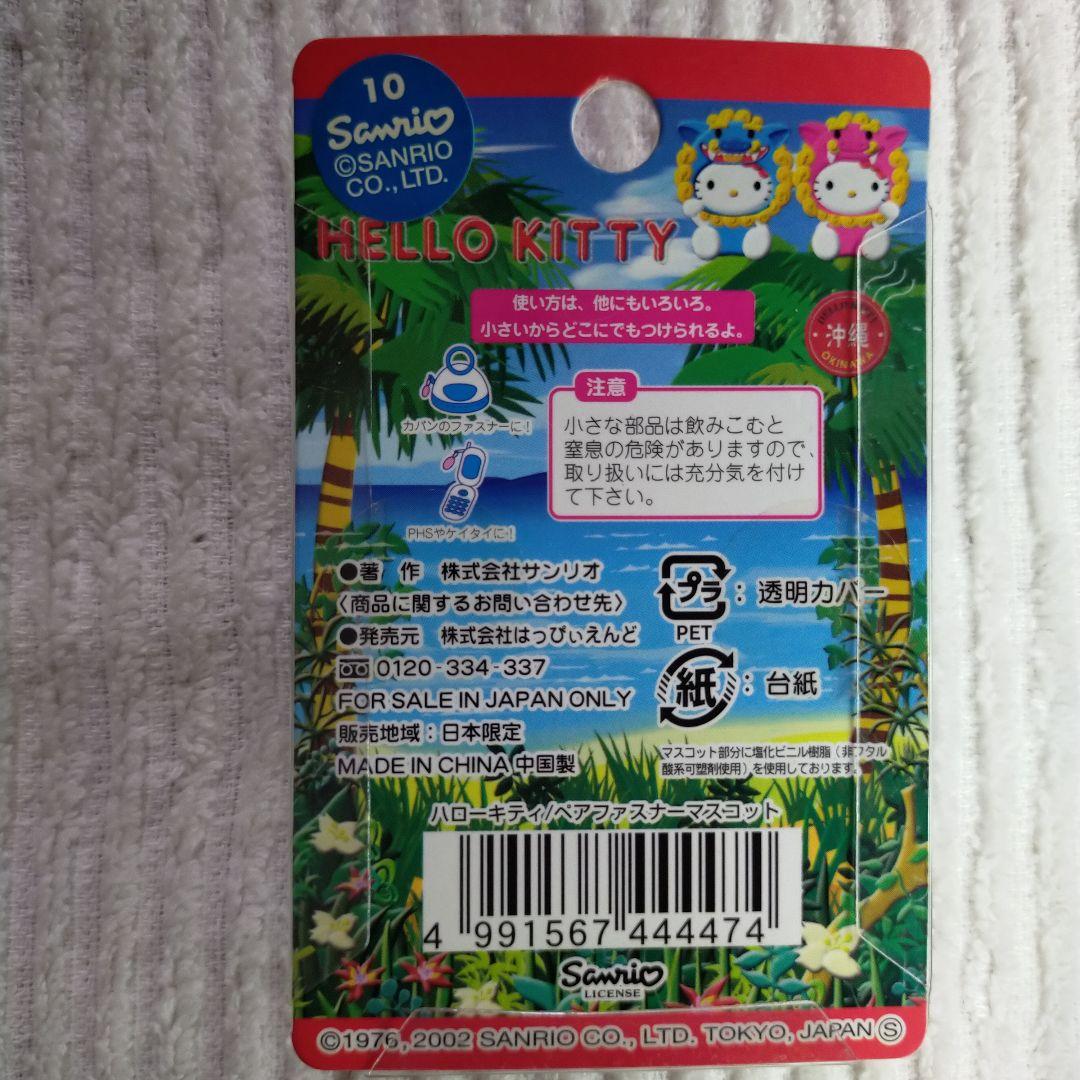 10
Sanrio
©SANRIO
CO., LTD.
HELLO KITTY
使い方は、他にもいろいろ。
小さいからどこにでもつけられるよ。
沖縄
OKINAWA
カバンのファスナーに!
PHSやケイタイに!
注意
小さな部品は飲みこむと
窒息の危険がありますので、
取り扱いには充分気を付け
て下さい。
●著 作 株式会社サンリオ
〈商品に関するお問い合わせ先〉
●発売元 株式会社はっぴぃえんど
0120-334-337
FOR SALE IN JAPAN ONLY
販売地域:日本限定
MADE IN CHINA 中国製
プラ : 透明カバー
PET
紙 : 台紙
マスコット部分に塩化ビニル樹脂(非フタル
酸系可塑剤使用)を使用しております。
ハローキティ/ペアファスナーマスコット
4 991567 444474
Sanrio
LICENSE
©1976, 2002 SANRIO CO., LTD. TOKYO, JAPAN Ⓢ